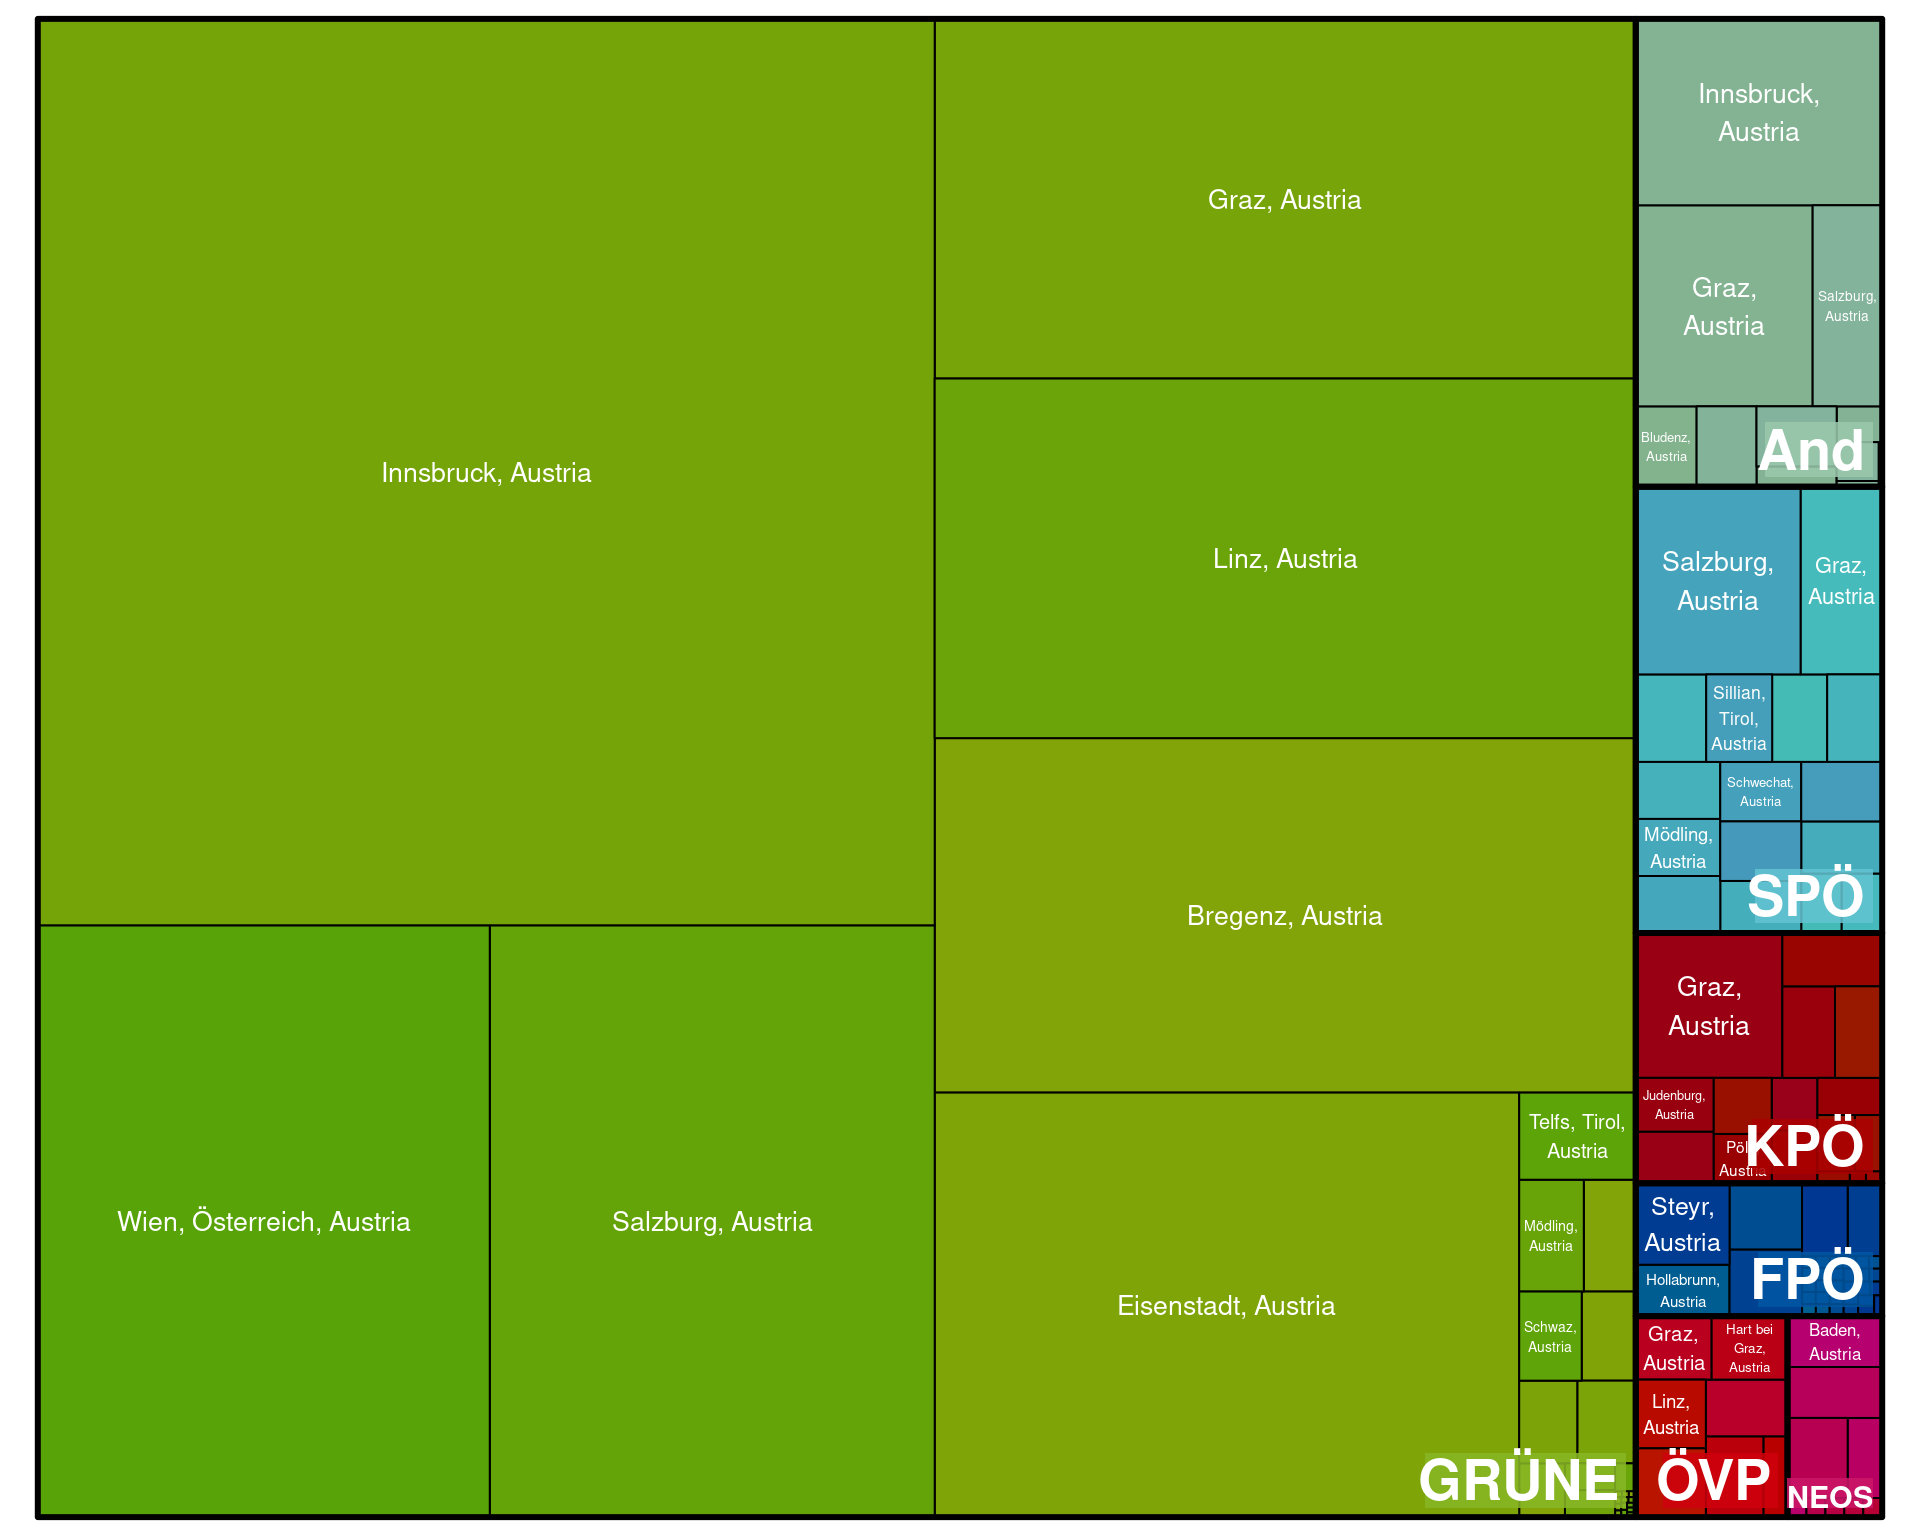 Innsbruck, Austria
Wien, Österreich, Austria
Salzburg, Austria
Graz, Austria
Linz, Austria
Bregenz, Austria
Eisenstadt, Austria
Telfs, Tirol,
Austria
Mödling,
Austria
Schwaz,
Austria
GRÜNE
Innsbruck,
Austria
Graz,
Austria
Salzburg,
Austria
Bludenz,
Austria
And
Salzburg,
Austria
Graz,
Austria
Sillian,
Tirol,
Austria
Schwechat,
Austria
Mödling,
Austria
SPÖ
Graz,
Austria
Judenburg,
Austria
Austria
KPÖ
Steyr,
Austria
Hollabrunn,
Austria
FPÖ
Graz,
Austria
Hart bei
Graz,
Austria
Linz,
Austria
ÖVP
Baden,
Austria
NEOS